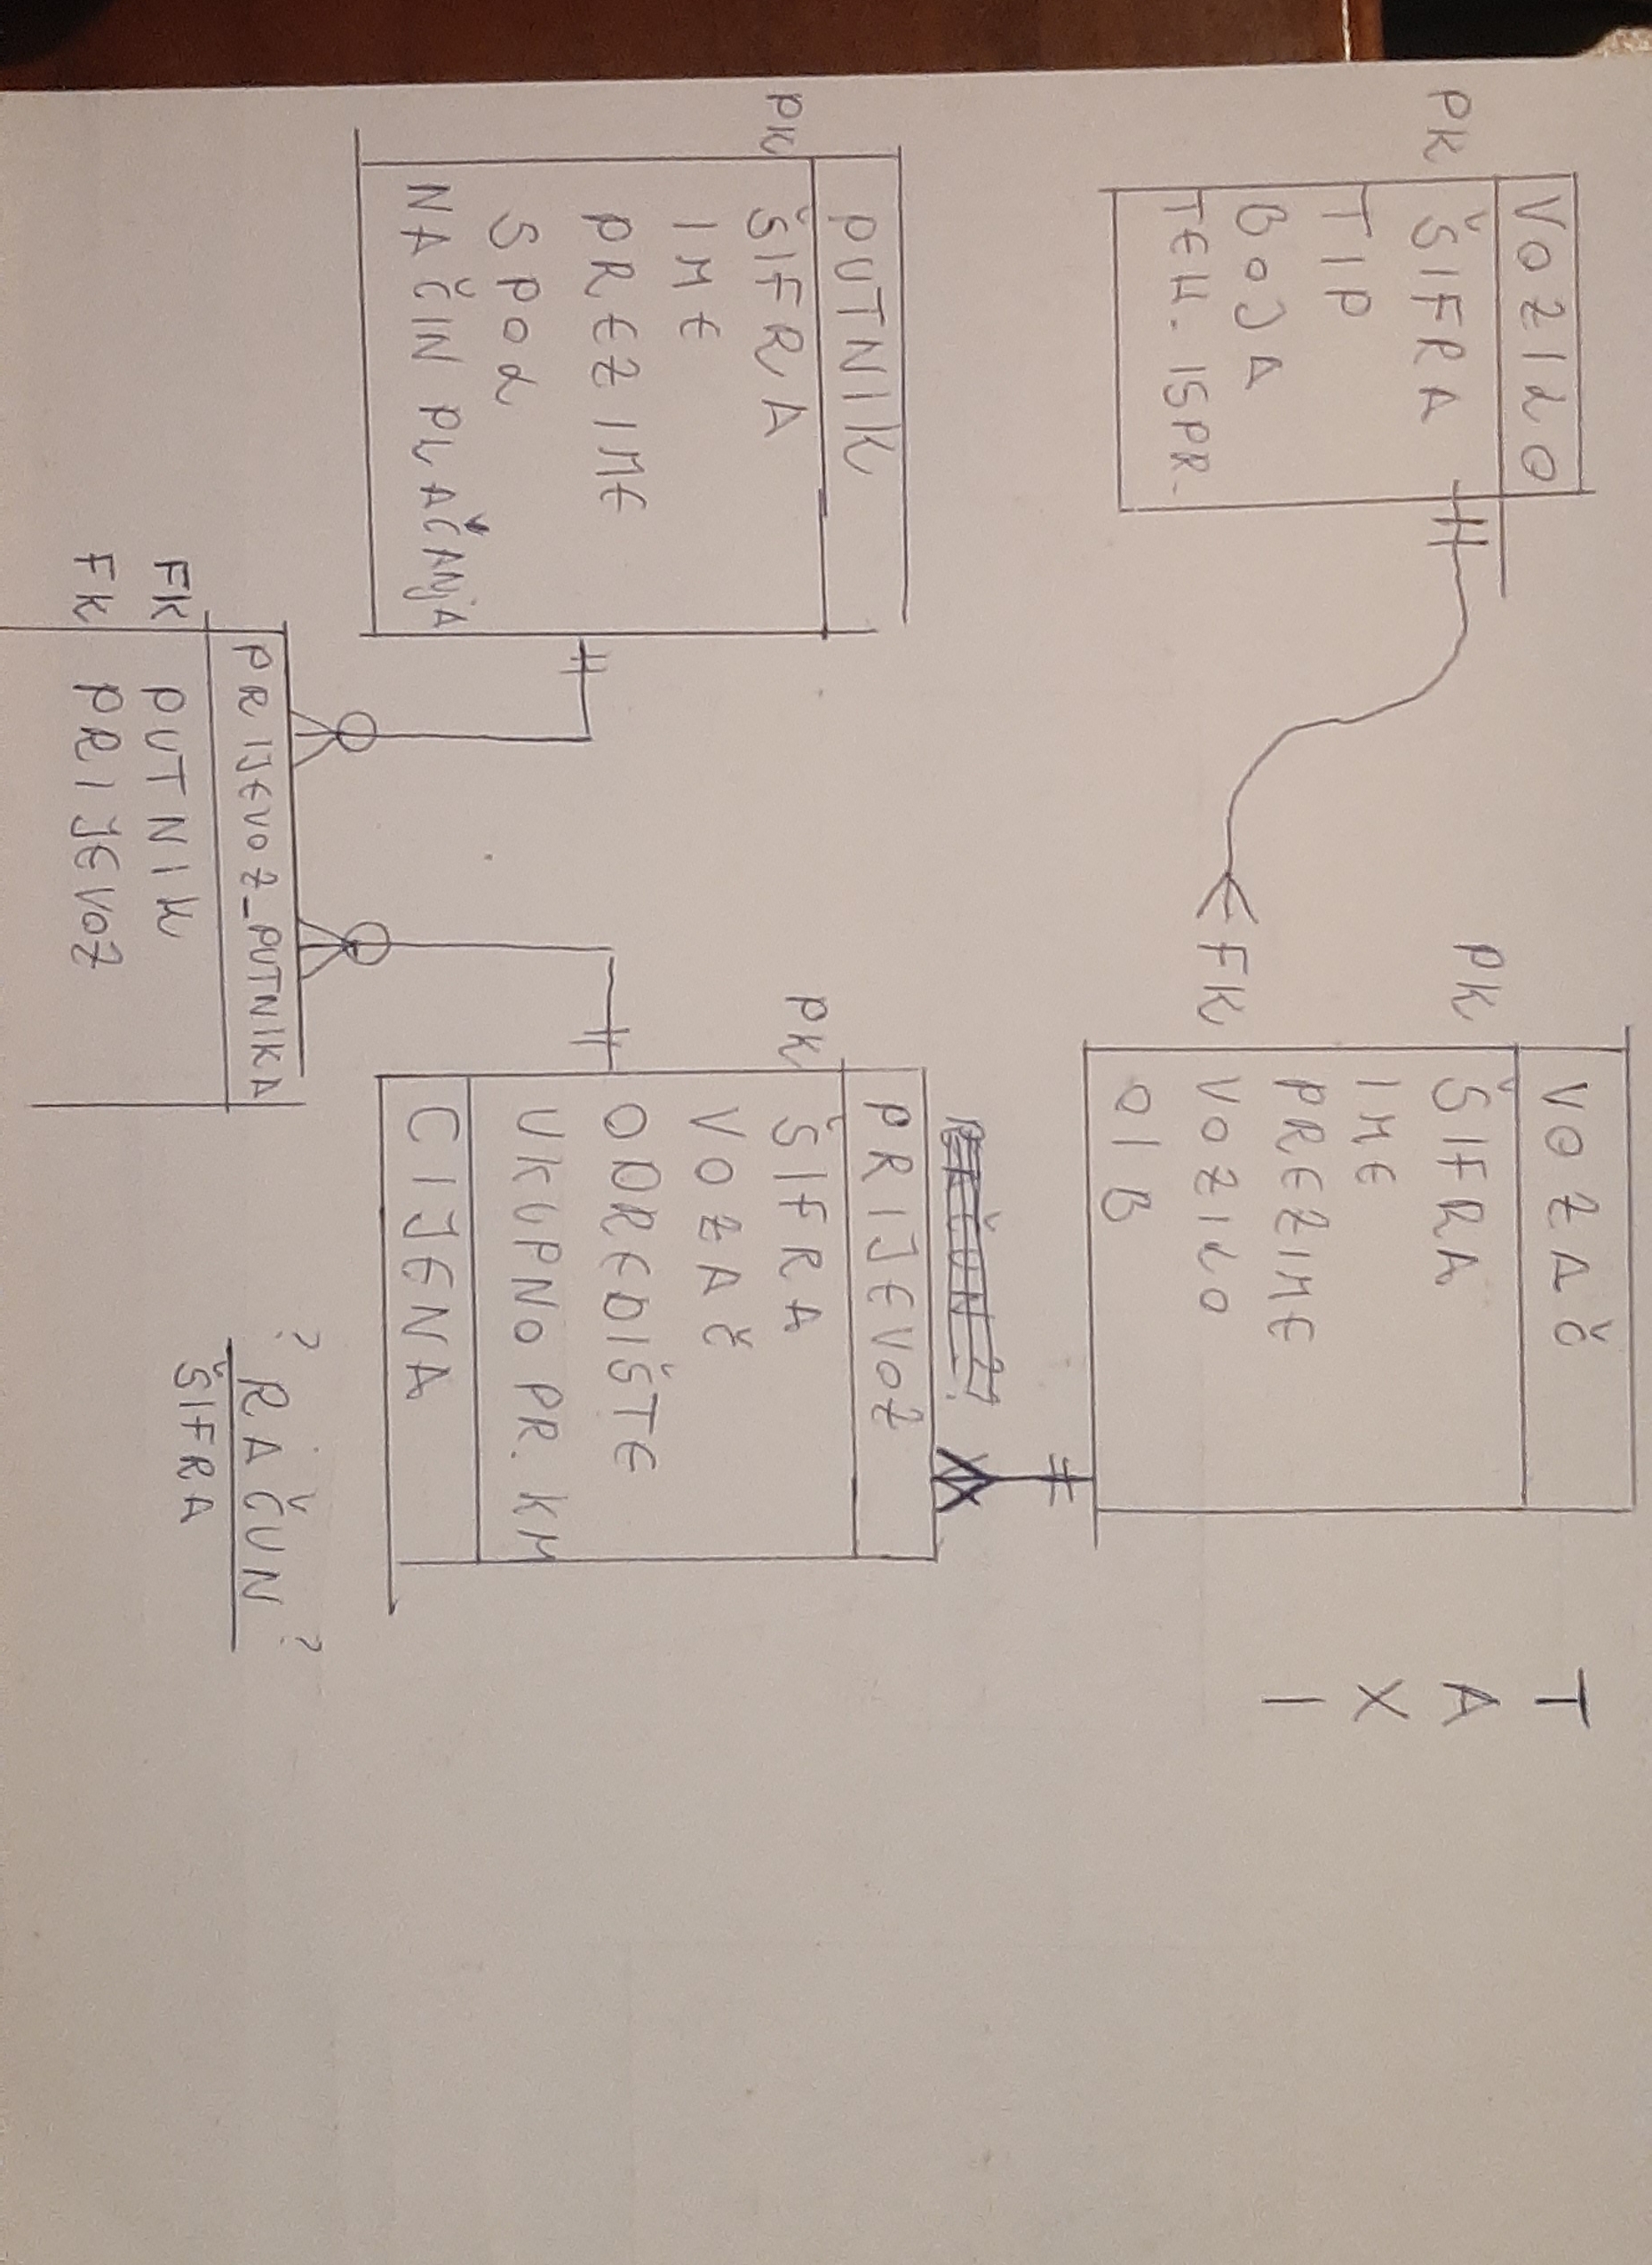 VOZILO
PK ŠIFRA
TIP
BOJA
TEH. ISPR.
VOZAČ
PK ŠIFRA
IME
PREZIME
FK VOZILO
OIB
T
A
X
I
RAČUN ??
PUTNIK
PK ŠIFRA
IME
PREZIME
SPOL
NAČIN PLAČANjA
PRIJEVOZ
PK ŠIFRA
VOZAČ
ODREDIŠTE
UKUPNO PR. KM
CIJENA
PRIJEVOZ_PUTNIKA
FK PUTNIK
FK PRIJEVOZ
? RAČUN ?
ŠIFRA